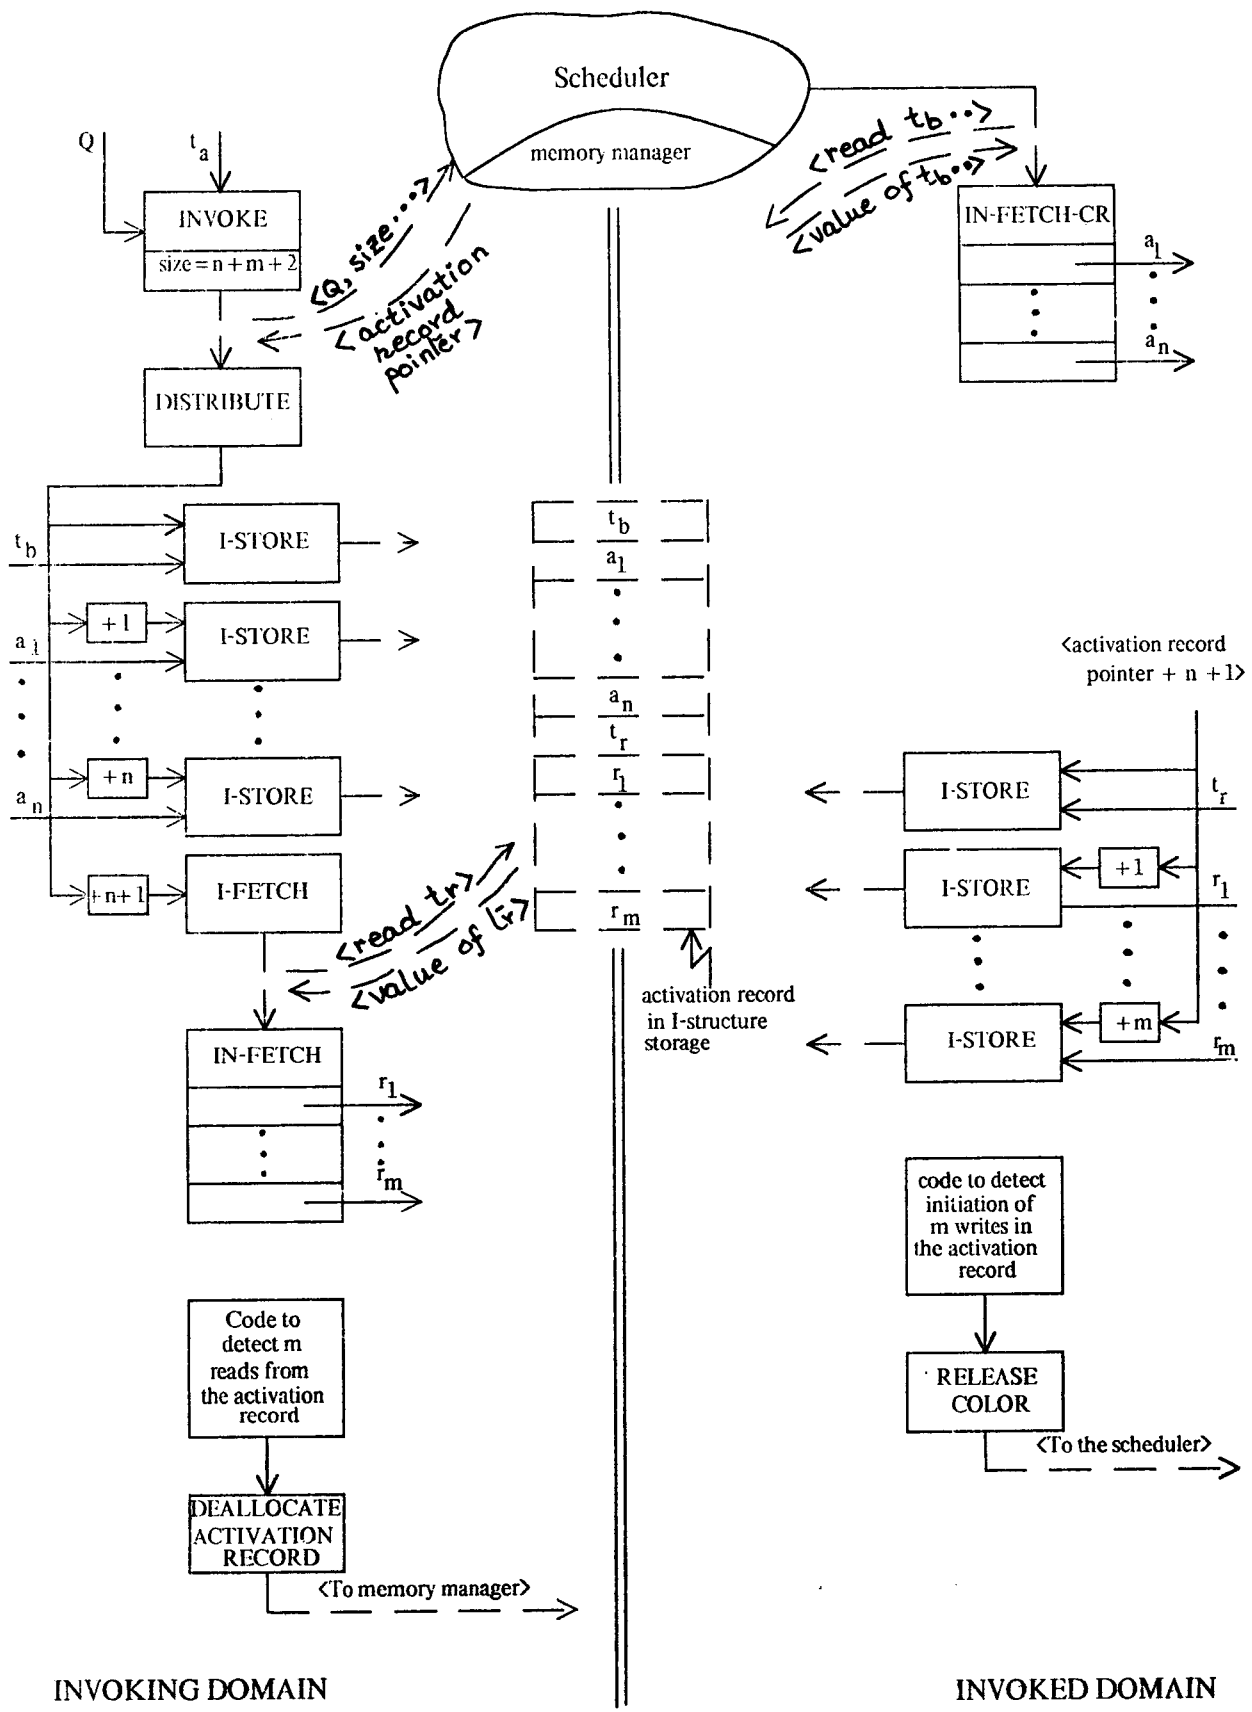 Scheduler
memory manager
Q
t_a
INVOKE
size = n + m + 2
<Q, size...>
<activation
record
pointer>
DISTRIBUTE
<read t_b..>
<value of t_b..>
IN-FETCH-CR
a_1
a_n
t_b
I-STORE
+1
a_1
I-STORE
+n
a_n
I-STORE
+n+1
I-FETCH
<read t_r>
<value of t_r>
IN-FETCH
r_1
r_m
t_b
a_1
a_n
t_r
r_1
r_m
activation record
in I-structure
storage
<activation record
pointer + n + 1>
I-STORE
t_r
I-STORE
+1
r_1
I-STORE
+m
r_m
Code to
detect m
reads from
the activation
record
DEALLOCATE
ACTIVATION
RECORD
<To memory manager>
code to detect
initiation of
m writes in
the activation
record
RELEASE
COLOR
<To the scheduler>
INVOKING DOMAIN
INVOKED DOMAIN